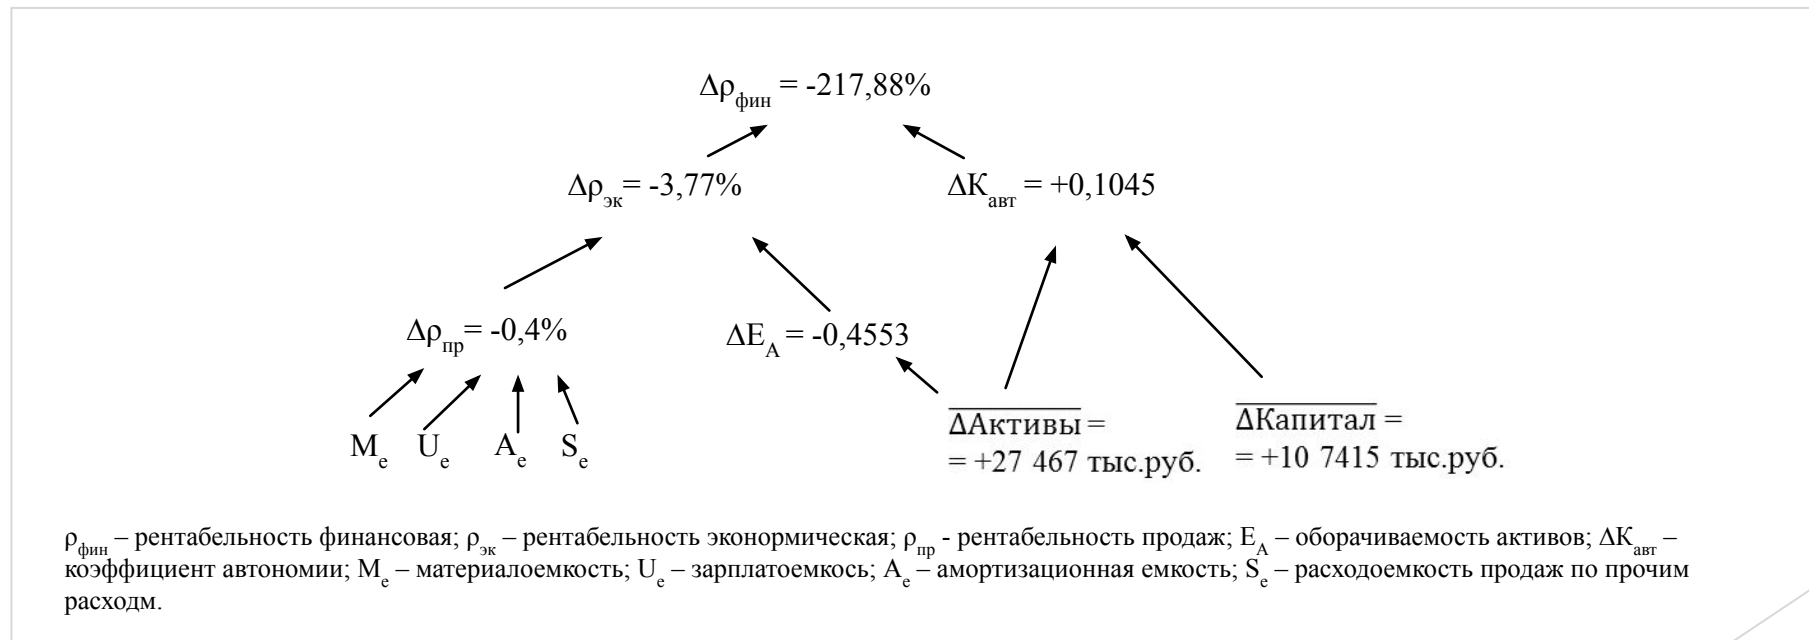 Δρфин = -217,88%
Δρэк= -3,77%
ΔКавт = +0,1045
Δρпр= -0,4%
ΔEA = -0,4553
ΔАктивы =
= +27 467 тыс.руб.
ΔКапитал =
= +10 7415 тыс.руб.
Me
Ue
Ae
Se
ρфин – рентабельность финансовая; ρэк – рентабельность эконормическая; ρпр - рентабельность продаж; EA – оборачиваемость активов; ΔКавт –
коэффициент автономии; Me – материалоемкость; Ue – зарплатоемкось; Ae – амортизационная емкость; Se – расходоемкость продаж по прочим
расходм.